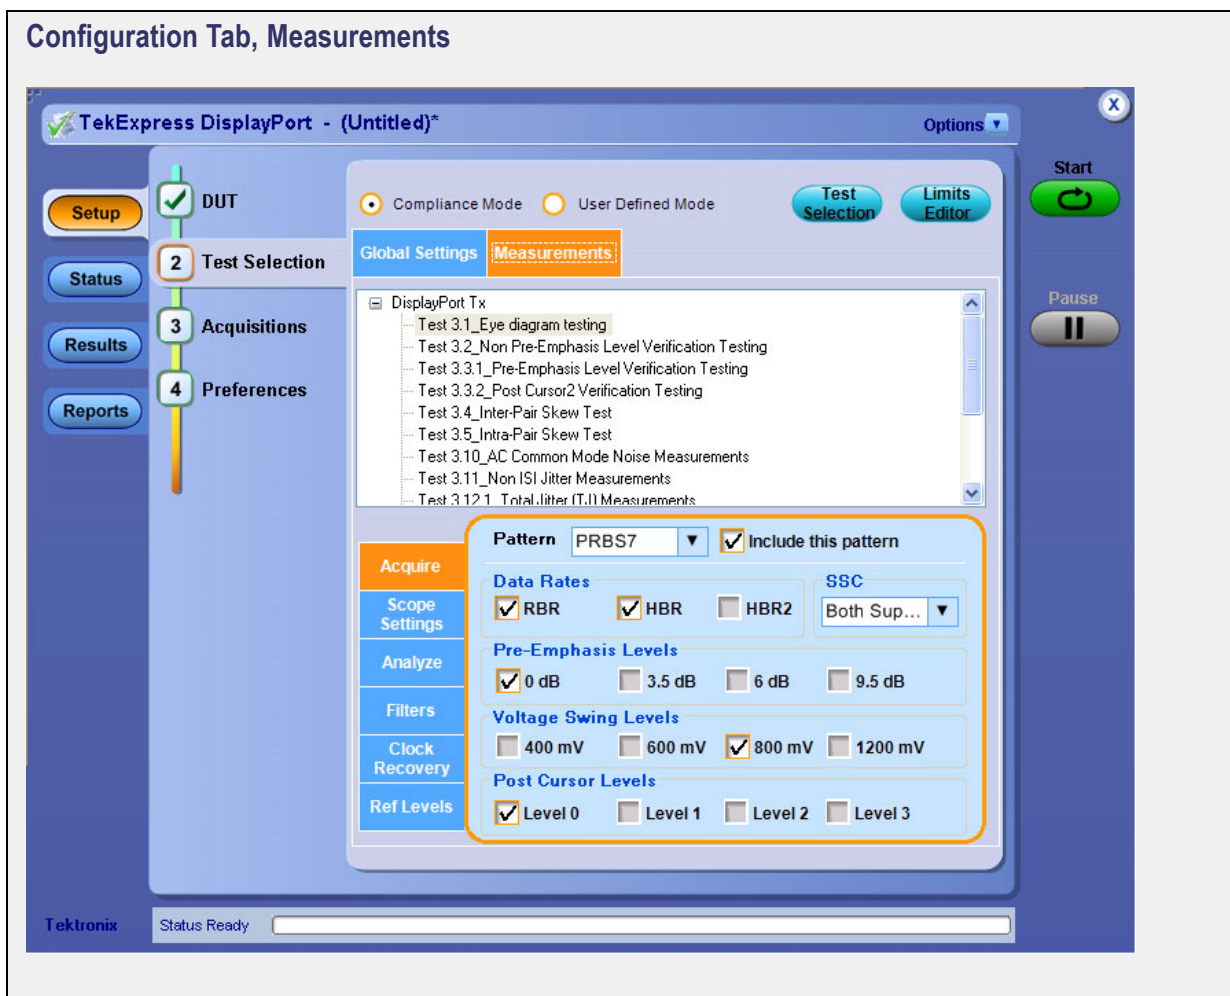 Configuration Tab, Measurements
TekExpress DisplayPort - (Untitled)*
Options
X
Start
Pause
Setup
Status
Results
Reports
DUT
2 Test Selection
3 Acquisitions
4 Preferences
Compliance Mode User Defined Mode
Test Selection
Limits Editor
Global Settings Measurements
DisplayPort Tx
Test 3.1_Eye diagram testing
Test 3.2_Non Pre-Emphasis Level Verification Testing
Test 3.3.1_Pre-Emphasis Level Verification Testing
Test 3.3.2_Post Cursor2 Verification Testing
Test 3.4_Inter-Pair Skew Test
Test 3.5_Intra-Pair Skew Test
Test 3.10_AC Common Mode Noise Measurements
Test 3.11_Non ISI Jitter Measurements
Test 3.12.1_Total Jitter (TJ) Measurements
Acquire
Scope
Settings
Analyze
Filters
Clock
Recovery
Ref Levels
Pattern PRBS7 Include this pattern
Data Rates
RBR HBR HBR2
SSC
Both Sup...
Pre-Emphasis Levels
0 dB 3.5 dB 6 dB 9.5 dB
Voltage Swing Levels
400 mV 600 mV 800 mV 1200 mV
Post Cursor Levels
Level 0 Level 1 Level 2 Level 3
Tektronix
Status Ready